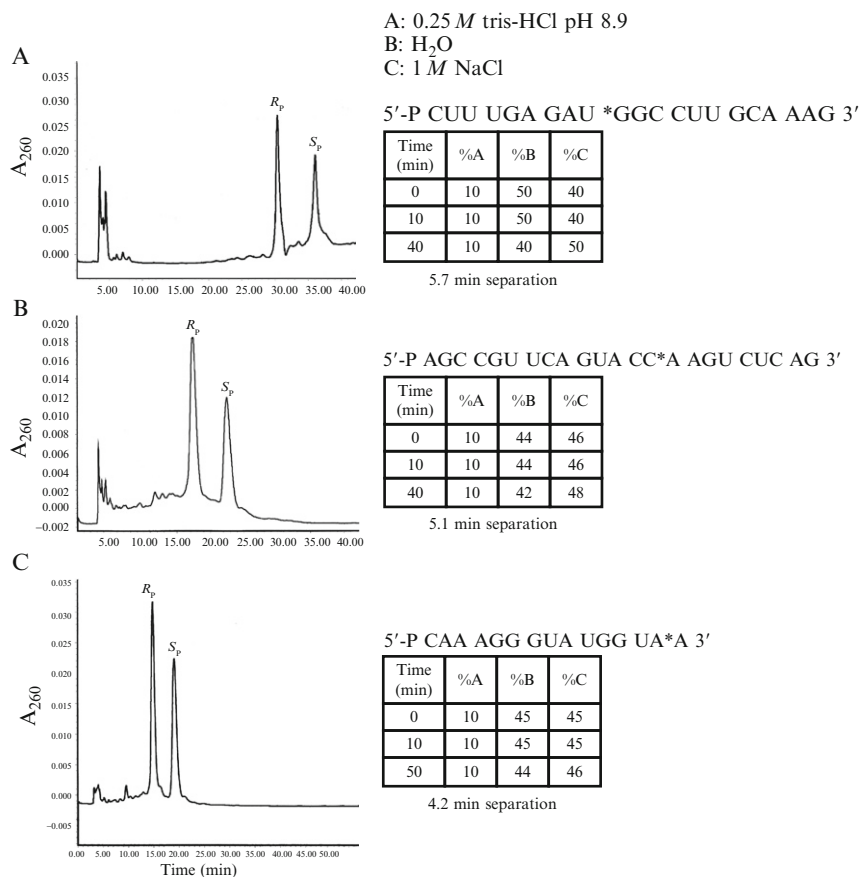 A: 0.25 M tris-HCl pH 8.9
B: H₂O
C: 1 M NaCl
A
A₂₆₀
0.035
0.030
0.025
0.020
0.015
0.010
0.005
0.000
Rₚ
Sₚ
5.00 10.00 15.00 20.00 25.00 30.00 35.00 40.00
5′-P CUU UGA GAU *GGC CUU GCA AAG 3′
Time (min) %A %B %C
0 10 50 40
10 10 50 40
40 10 40 50
5.7 min separation
B
A₂₆₀
0.020
0.018
0.016
0.014
0.012
0.010
0.008
0.006
0.004
0.002
0.000
−0.002
Rₚ
Sₚ
5.00 10.00 15.00 20.00 25.00 30.00 35.00 40.00
5′-P AGC CGU UCA GUA CC*A AGU CUC AG 3′
Time (min) %A %B %C
0 10 44 46
10 10 44 46
40 10 42 48
5.1 min separation
C
A₂₆₀
0.035
0.030
0.025
0.020
0.015
0.010
0.005
0.000
−0.005
Rₚ
Sₚ
0.00 5.00 10.00 15.00 20.00 25.00 30.00 35.00 40.00 45.00 50.00
Time (min)
5′-P CAA AGG GUA UGG UA*A 3′
Time (min) %A %B %C
0 10 45 45
10 10 45 45
50 10 44 46
4.2 min separation